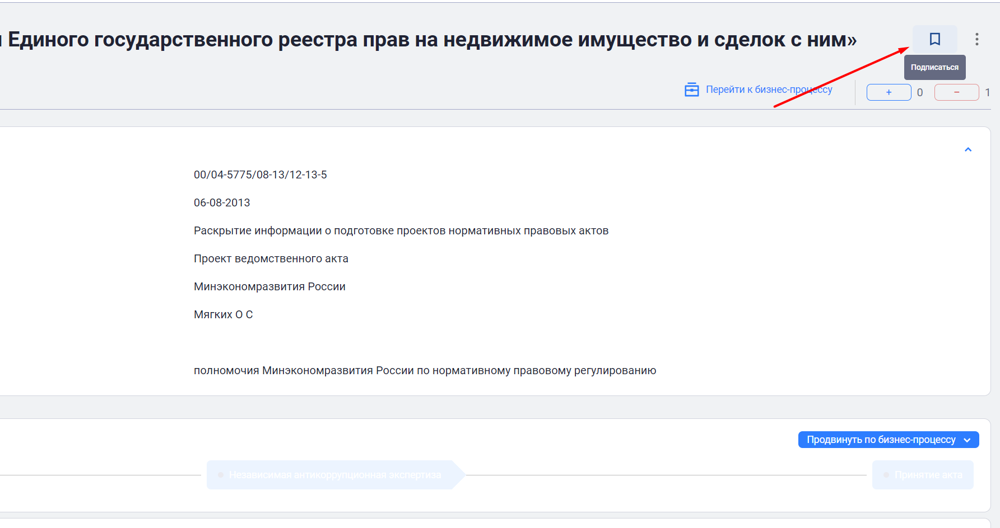 Единого государственного реестра прав на недвижимое имущество и сделок с ним»
Подписаться
Перейти к бизнес-процессу
+ 0 − 1
00/04-5775/08-13/12-13-5
06-08-2013
Раскрытие информации о подготовке проектов нормативных правовых актов
Проект ведомственного акта
Минэкономразвития России
Мягких О С
полномочия Минэкономразвития России по нормативному правовому регулированию
Продвинуть по бизнес-процессу
Независимая антикоррупционная экспертиза
Принятие акта